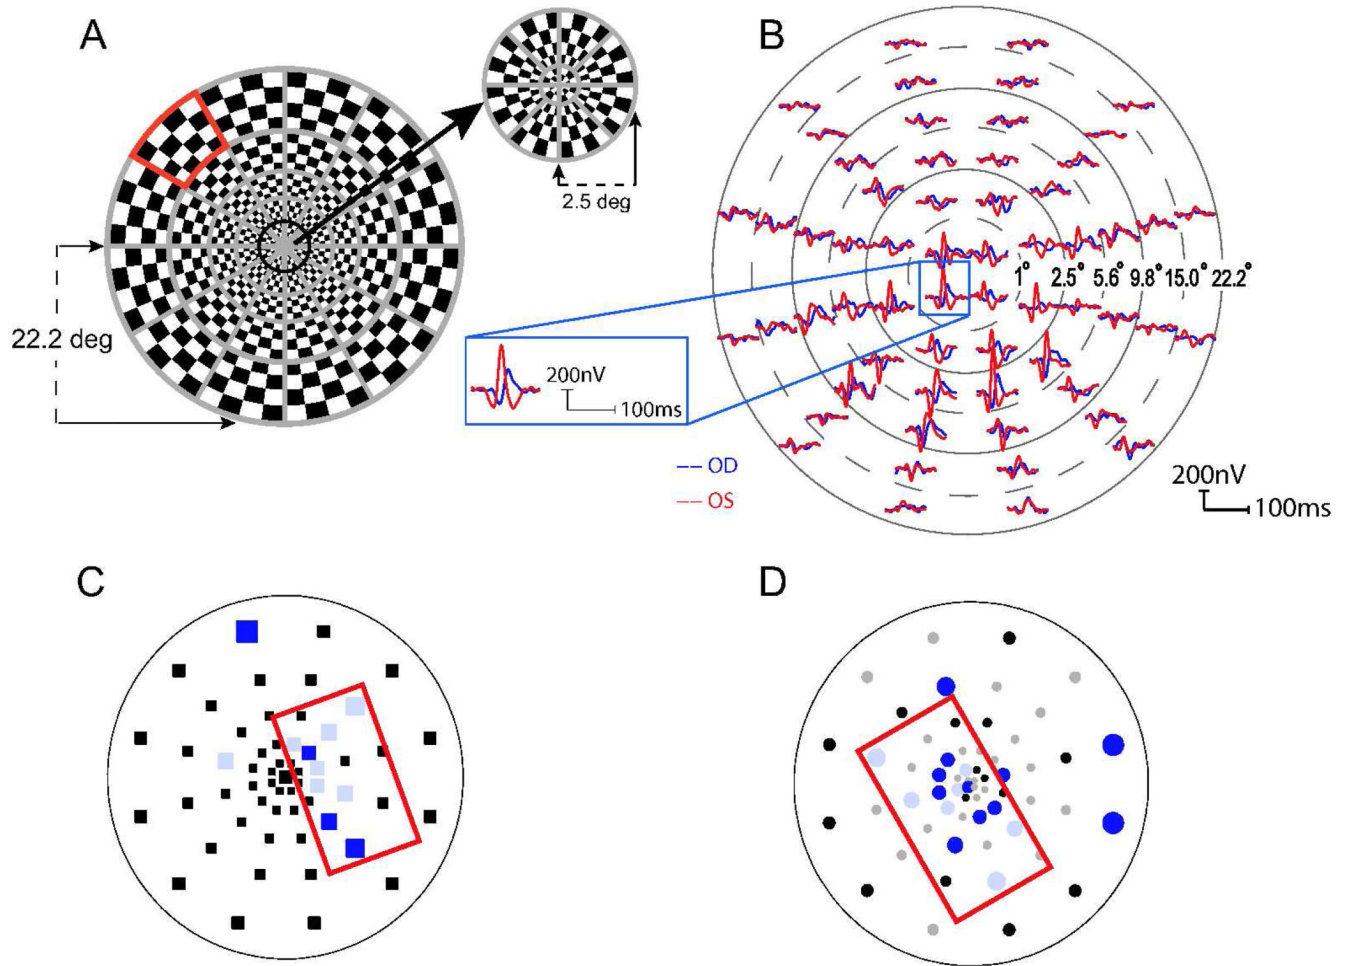 A
B
2.5 deg
22.2 deg
1° 2.5° 5.6° 9.8° 15.0° 22.2°
200nV
100ms
OD
OS
200nV
100ms
C
D